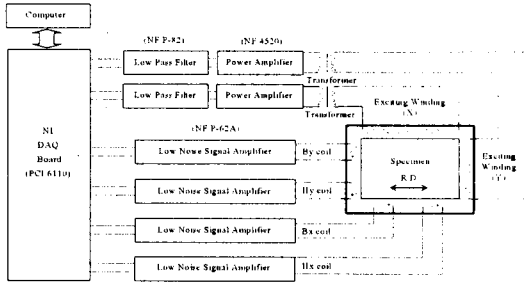 Computer
(NF P-82)
(NF 4520)
Low Pass Filter
Power Amplifier
Transformer
Low Pass Filter
Power Amplifier
Transformer
Exciting Winding
(X)
NI
DAQ
Board
(PCI 6110)
(NF P-62A)
Low Noise Signal Amplifier
By coil
Specimen
R.D
Exciting
Winding
(Y)
Low Noise Signal Amplifier
Hy coil
Low Noise Signal Amplifier
Bx coil
Low Noise Signal Amplifier
Hx coil